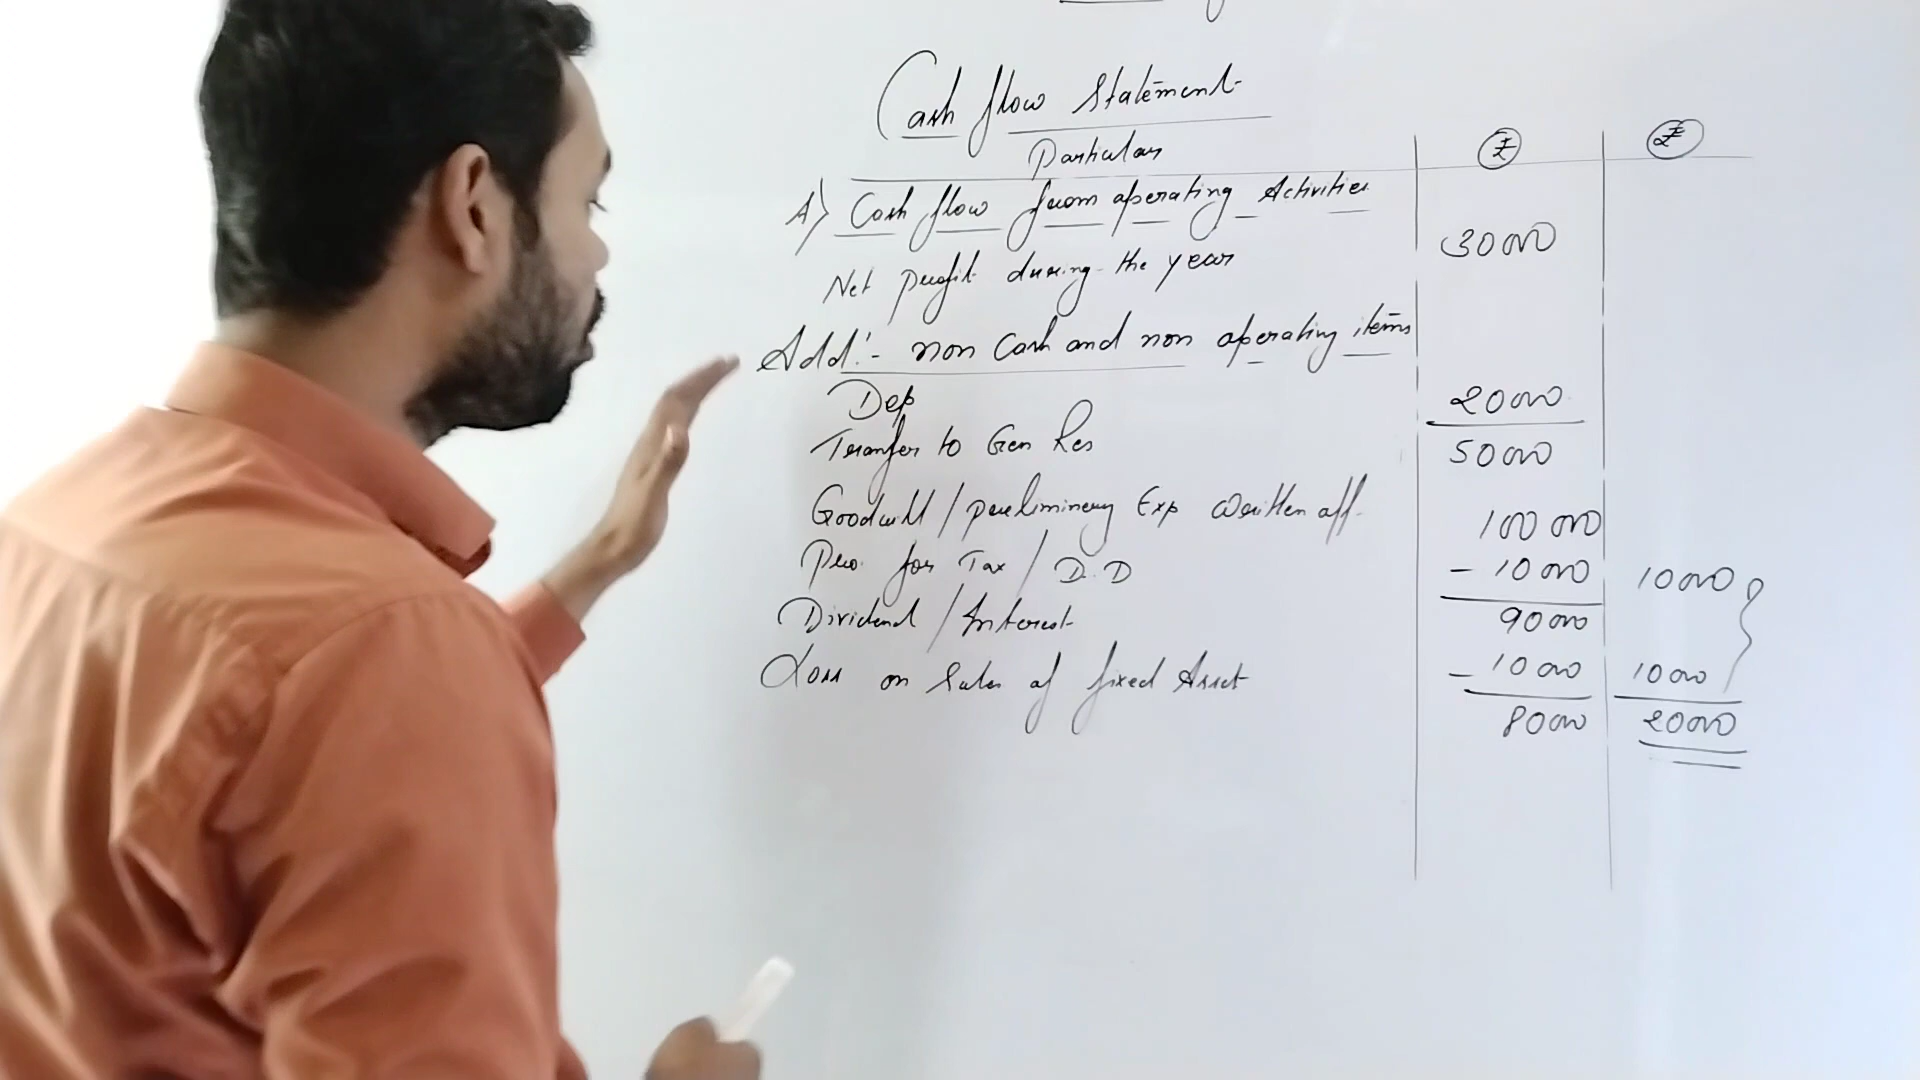 Cash flow Statement
Particulars ₹ ₹
A) Cash flow from operating Activities
Net profit during the year 30000
Add:- non Cash and non operating items
Dep 20000
Transfer to Gen Res 50000
Goodwill / preliminery Exp written off 100000
Pro. for Tax / D.D - 10000 10000
Dividend / Interest 90000
Loss on Sales of fixed Asset - 10000 10000
80000 20000